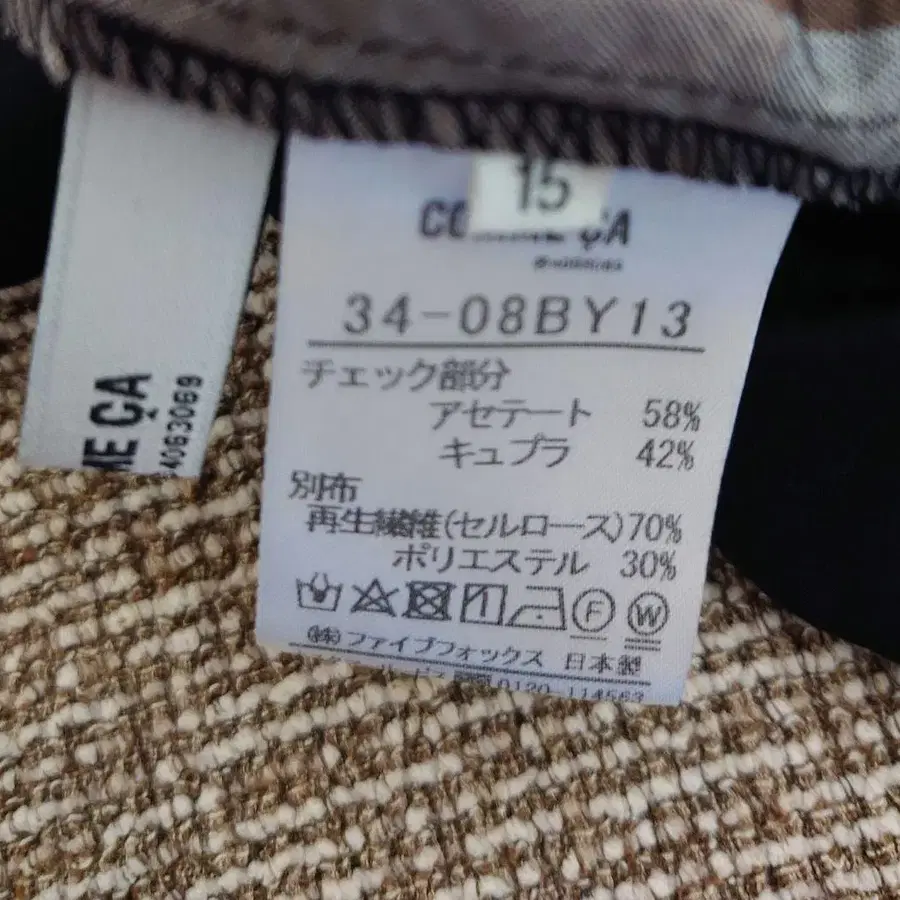 15
34-08BY13
チェック部分
アセテート 58%
キュプラ 42%
別布
再生繊維(セルロース)70%
ポリエステル 30%
F W
(株)ファイブフォックス 日本製
0120-114563
ME ÇA
4063089